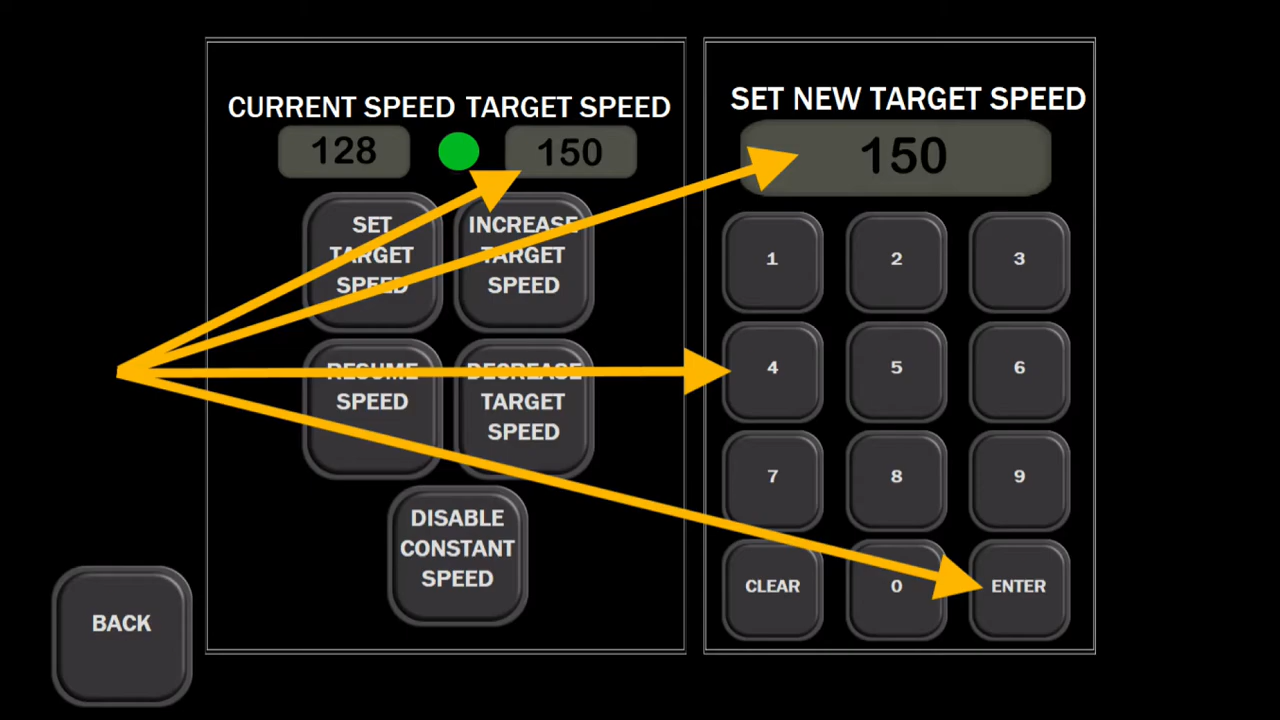 CURRENT SPEED TARGET SPEED
128 150
SET
TARGET
SPEED
INCREASE
TARGET
SPEED
RESUME
SPEED
DECREASE
TARGET
SPEED
DISABLE
CONSTANT
SPEED
BACK
SET NEW TARGET SPEED
150
1 2 3
4 5 6
7 8 9
CLEAR 0 ENTER